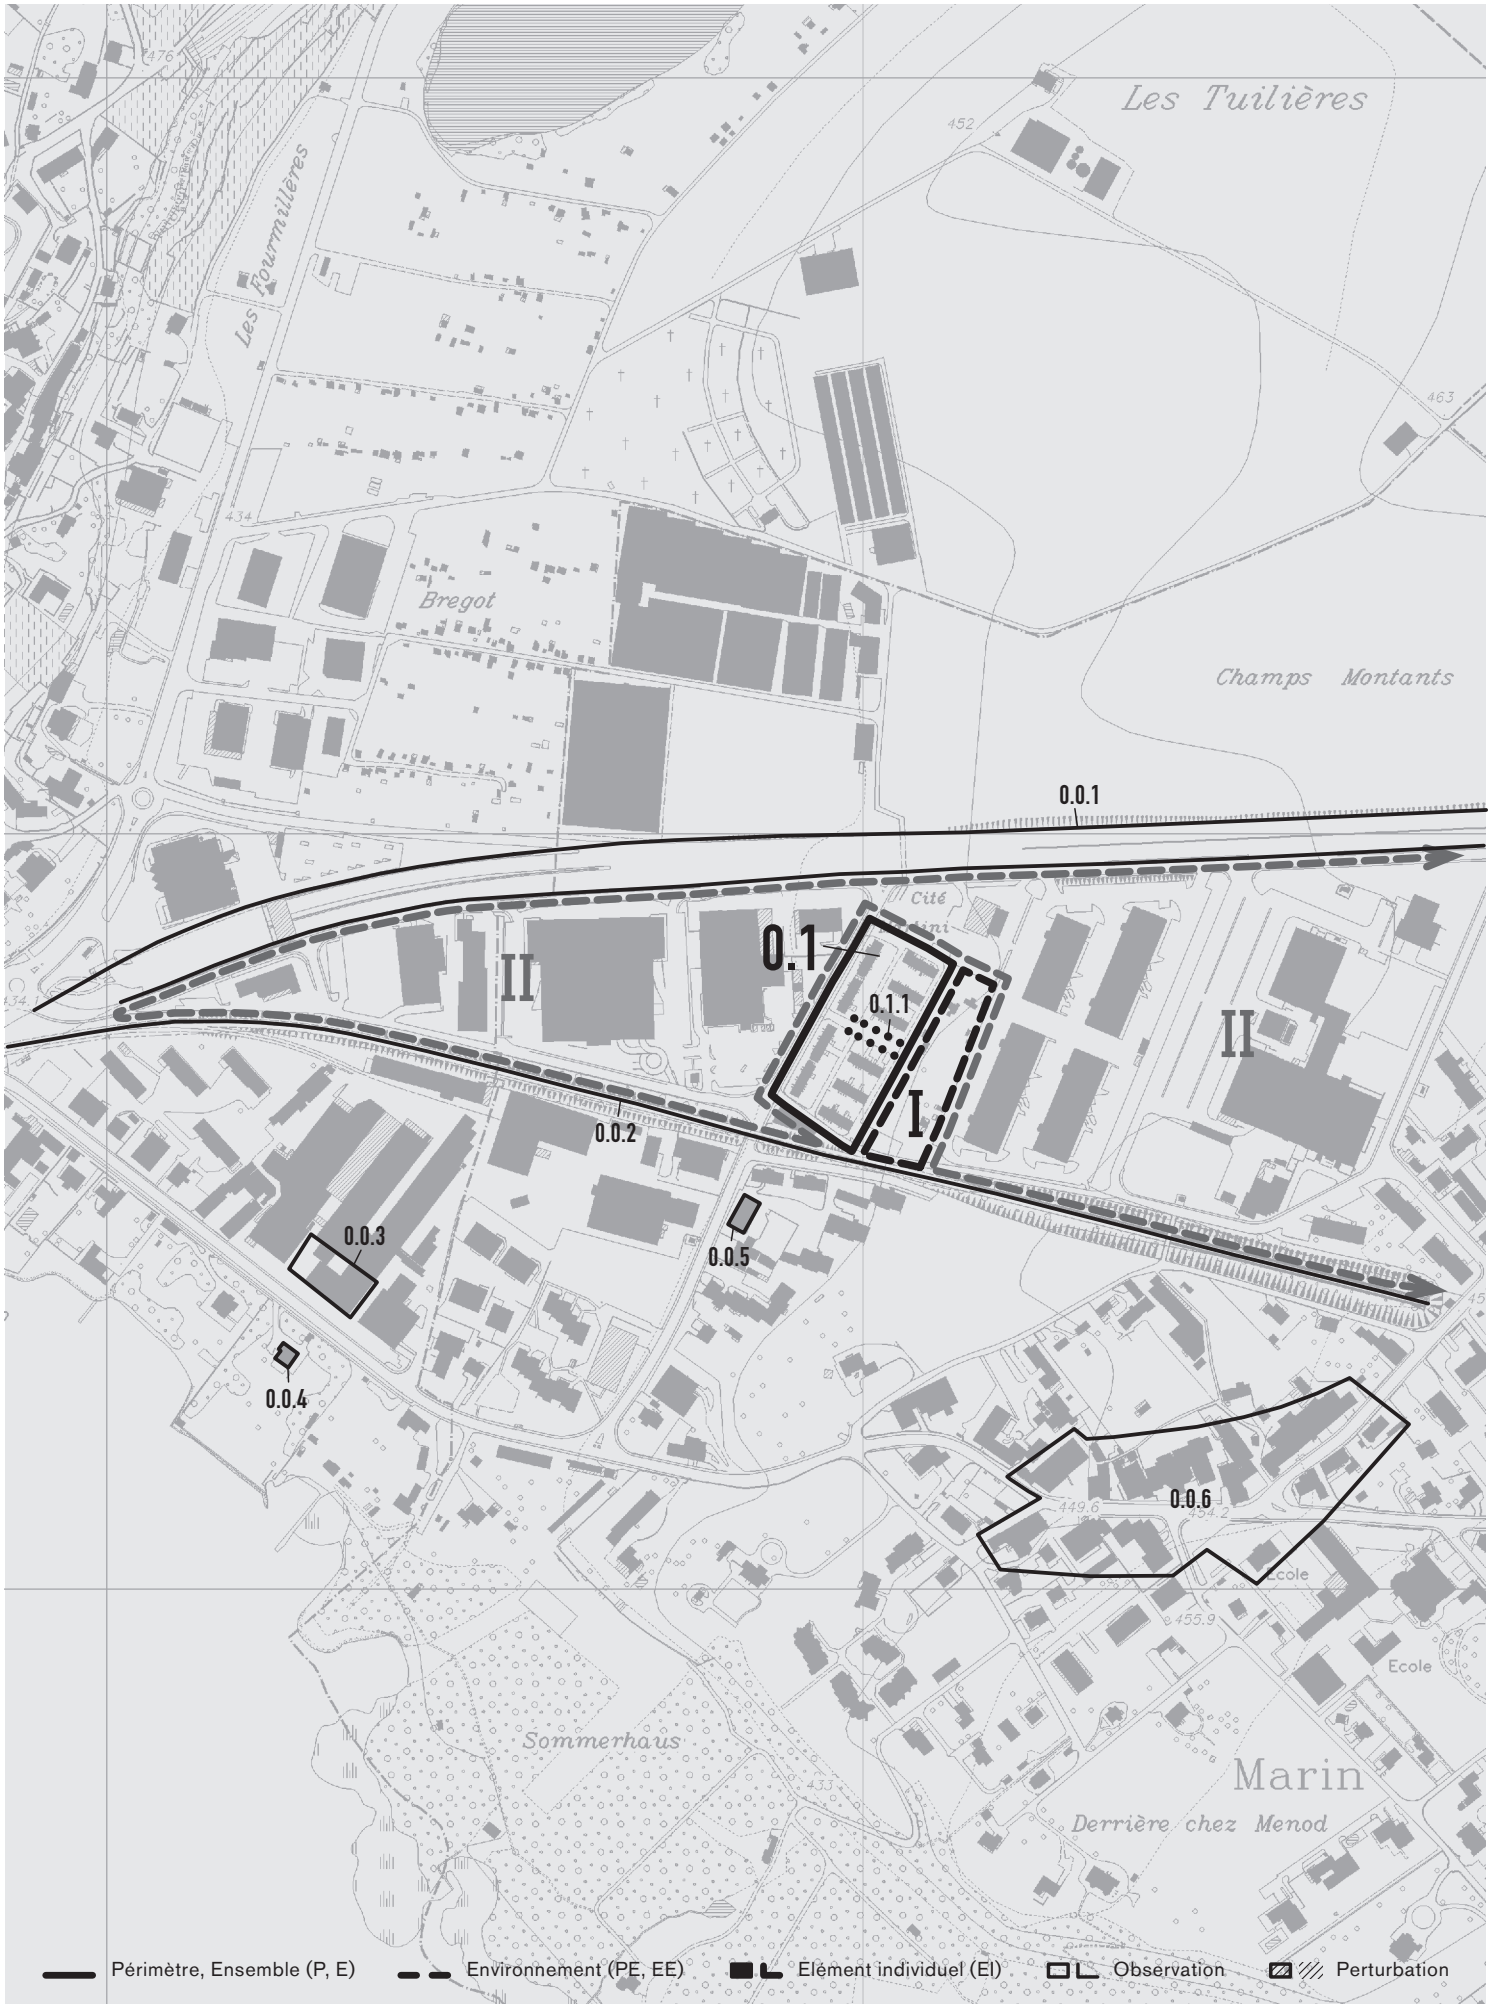 476
Les Tuilières
452
Les Fourmillères
463
434
Bregot
Champs Montants
0.0.1
Cité
0.1
II
0.1.1
434.1
II
I
0.0.2
0.0.3
0.0.5
0.0.4
0.0.6
449.6
454.2
Ecole
455.9
Ecole
Sommerhaus
Marin
433
Derrière chez Menod
Périmètre, Ensemble (P, E)
Environnement (PE, EE)
Elément individuel (EI)
Observation
Perturbation